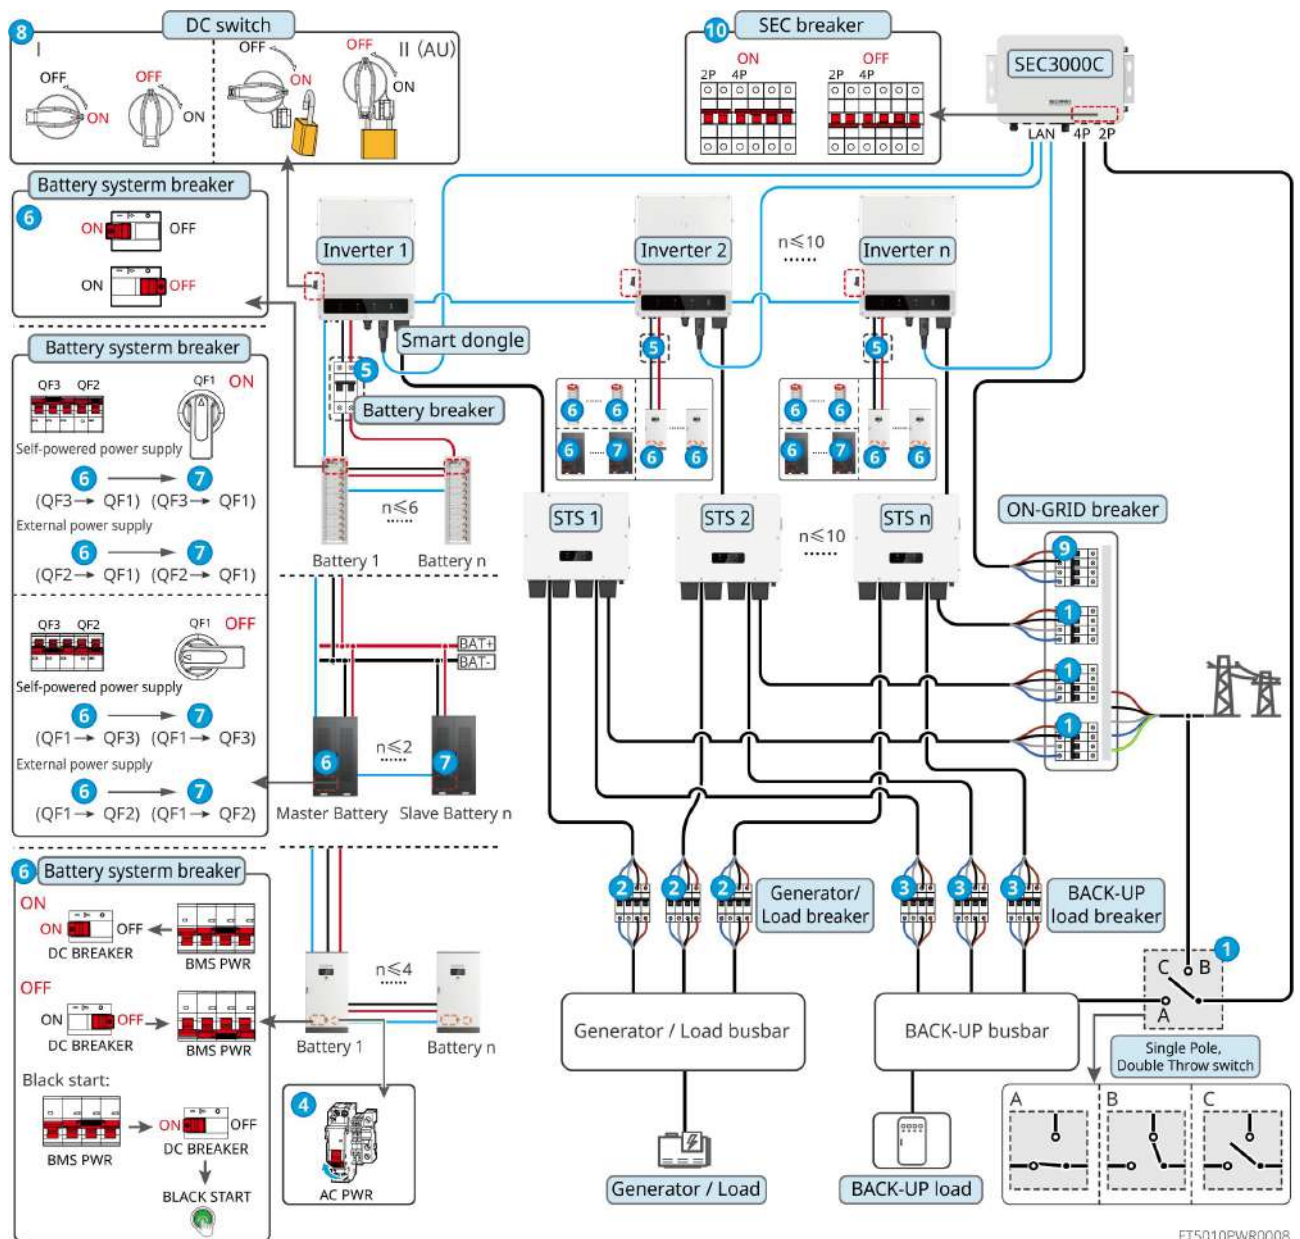 8
DC switch
I
II (AU)
OFF
ON
OFF
ON
OFF
ON
OFF
ON
10
SEC breaker
ON
OFF
2P 4P
2P 4P
SEC3000C
LAN 4P 2P
Battery systerm breaker
6
ON OFF
ON OFF
Inverter 1
Inverter 2
n≤10
......
Inverter n
Smart dongle
5
Battery breaker
5
5
6 ...... 6
6 ...... 7
6 ...... 6
6 ...... 6
6 ...... 7
6 ...... 6
Battery systerm breaker
QF3 QF2
QF1 ON
Self-powered power supply
6 7
(QF3→ QF1) (QF3→ QF1)
External power supply
6 7
(QF2→ QF1) (QF2→ QF1)
n≤6
......
Battery 1
Battery n
STS 1
STS 2
n≤10
......
STS n
ON-GRID breaker
9
1
1
1
QF3 QF2
QF1 OFF
Self-powered power supply
6 7
(QF1→ QF3) (QF1→ QF3)
External power supply
6 7
(QF1→ QF2) (QF1→ QF2)
BAT+
BAT-
6
n≤2
......
7
Master Battery
Slave Battery n
6 Battery systerm breaker
ON
ON OFF
DC BREAKER
BMS PWR
OFF
ON OFF
DC BREAKER
BMS PWR
Black start:
BMS PWR
ON OFF
DC BREAKER
BLACK START
n≤4
......
Battery 1
Battery n
4
AC PWR
2
2
2
Generator/
Load breaker
3
3
3
BACK-UP
load breaker
Generator / Load busbar
BACK-UP busbar
Generator / Load
BACK-UP load
1
C B
A
Single Pole,
Double Throw switch
A B C
ET5010PWR0008